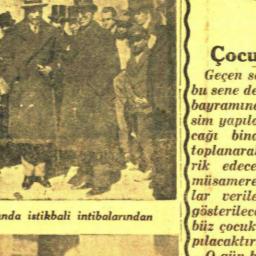 nda istikbali intibalarından
Çocu
Geçen s
bu sene de
bayramın
sim yapıla
cağı bina
toplanara
rik edece
müsamere
lar verile
gösterilec
büz çocuk
pılacaktır
O gün b